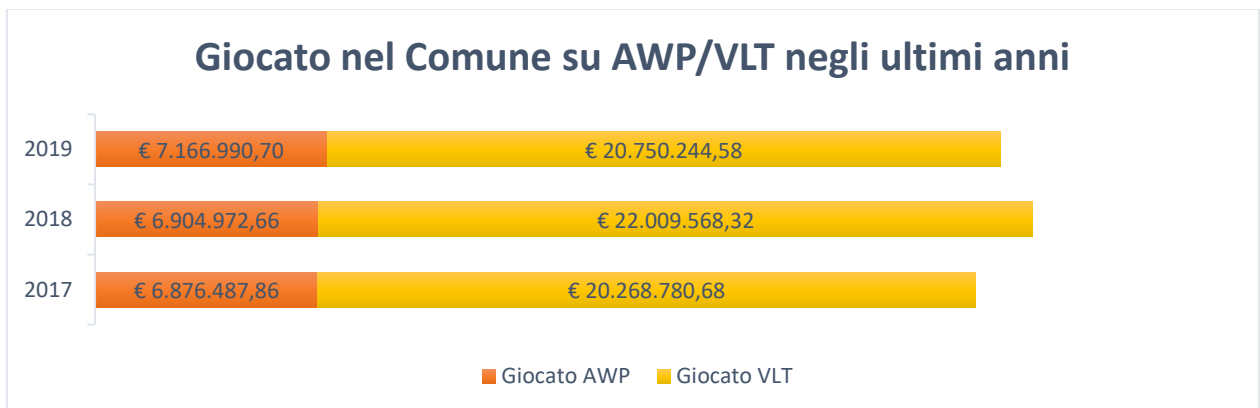 Giocato nel Comune su AWP/VLT negli ultimi anni
2019 € 7.166.990,70 € 20.750.244,58
2018 € 6.904.972,66 € 22.009.568,32
2017 € 6.876.487,86 € 20.268.780,68
Giocato AWP Giocato VLT